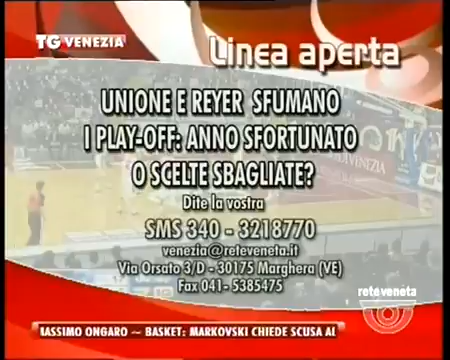 TG VENEZIA
Linea aperta
UNIONE E REYER SFUMANO
I PLAY-OFF: ANNO SFORTUNATO
O SCELTE SBAGLIATE?
Dite la vostra
SMS 340 - 3218770
venezia@reteveneta.it
Via Orsato 3/D - 30175 Marghera (VE)
Fax 041- 5385475
reteveneta
ASSIMO ONGARO ~ BASKET: MARKOVSKI CHIEDE SCUSA AI